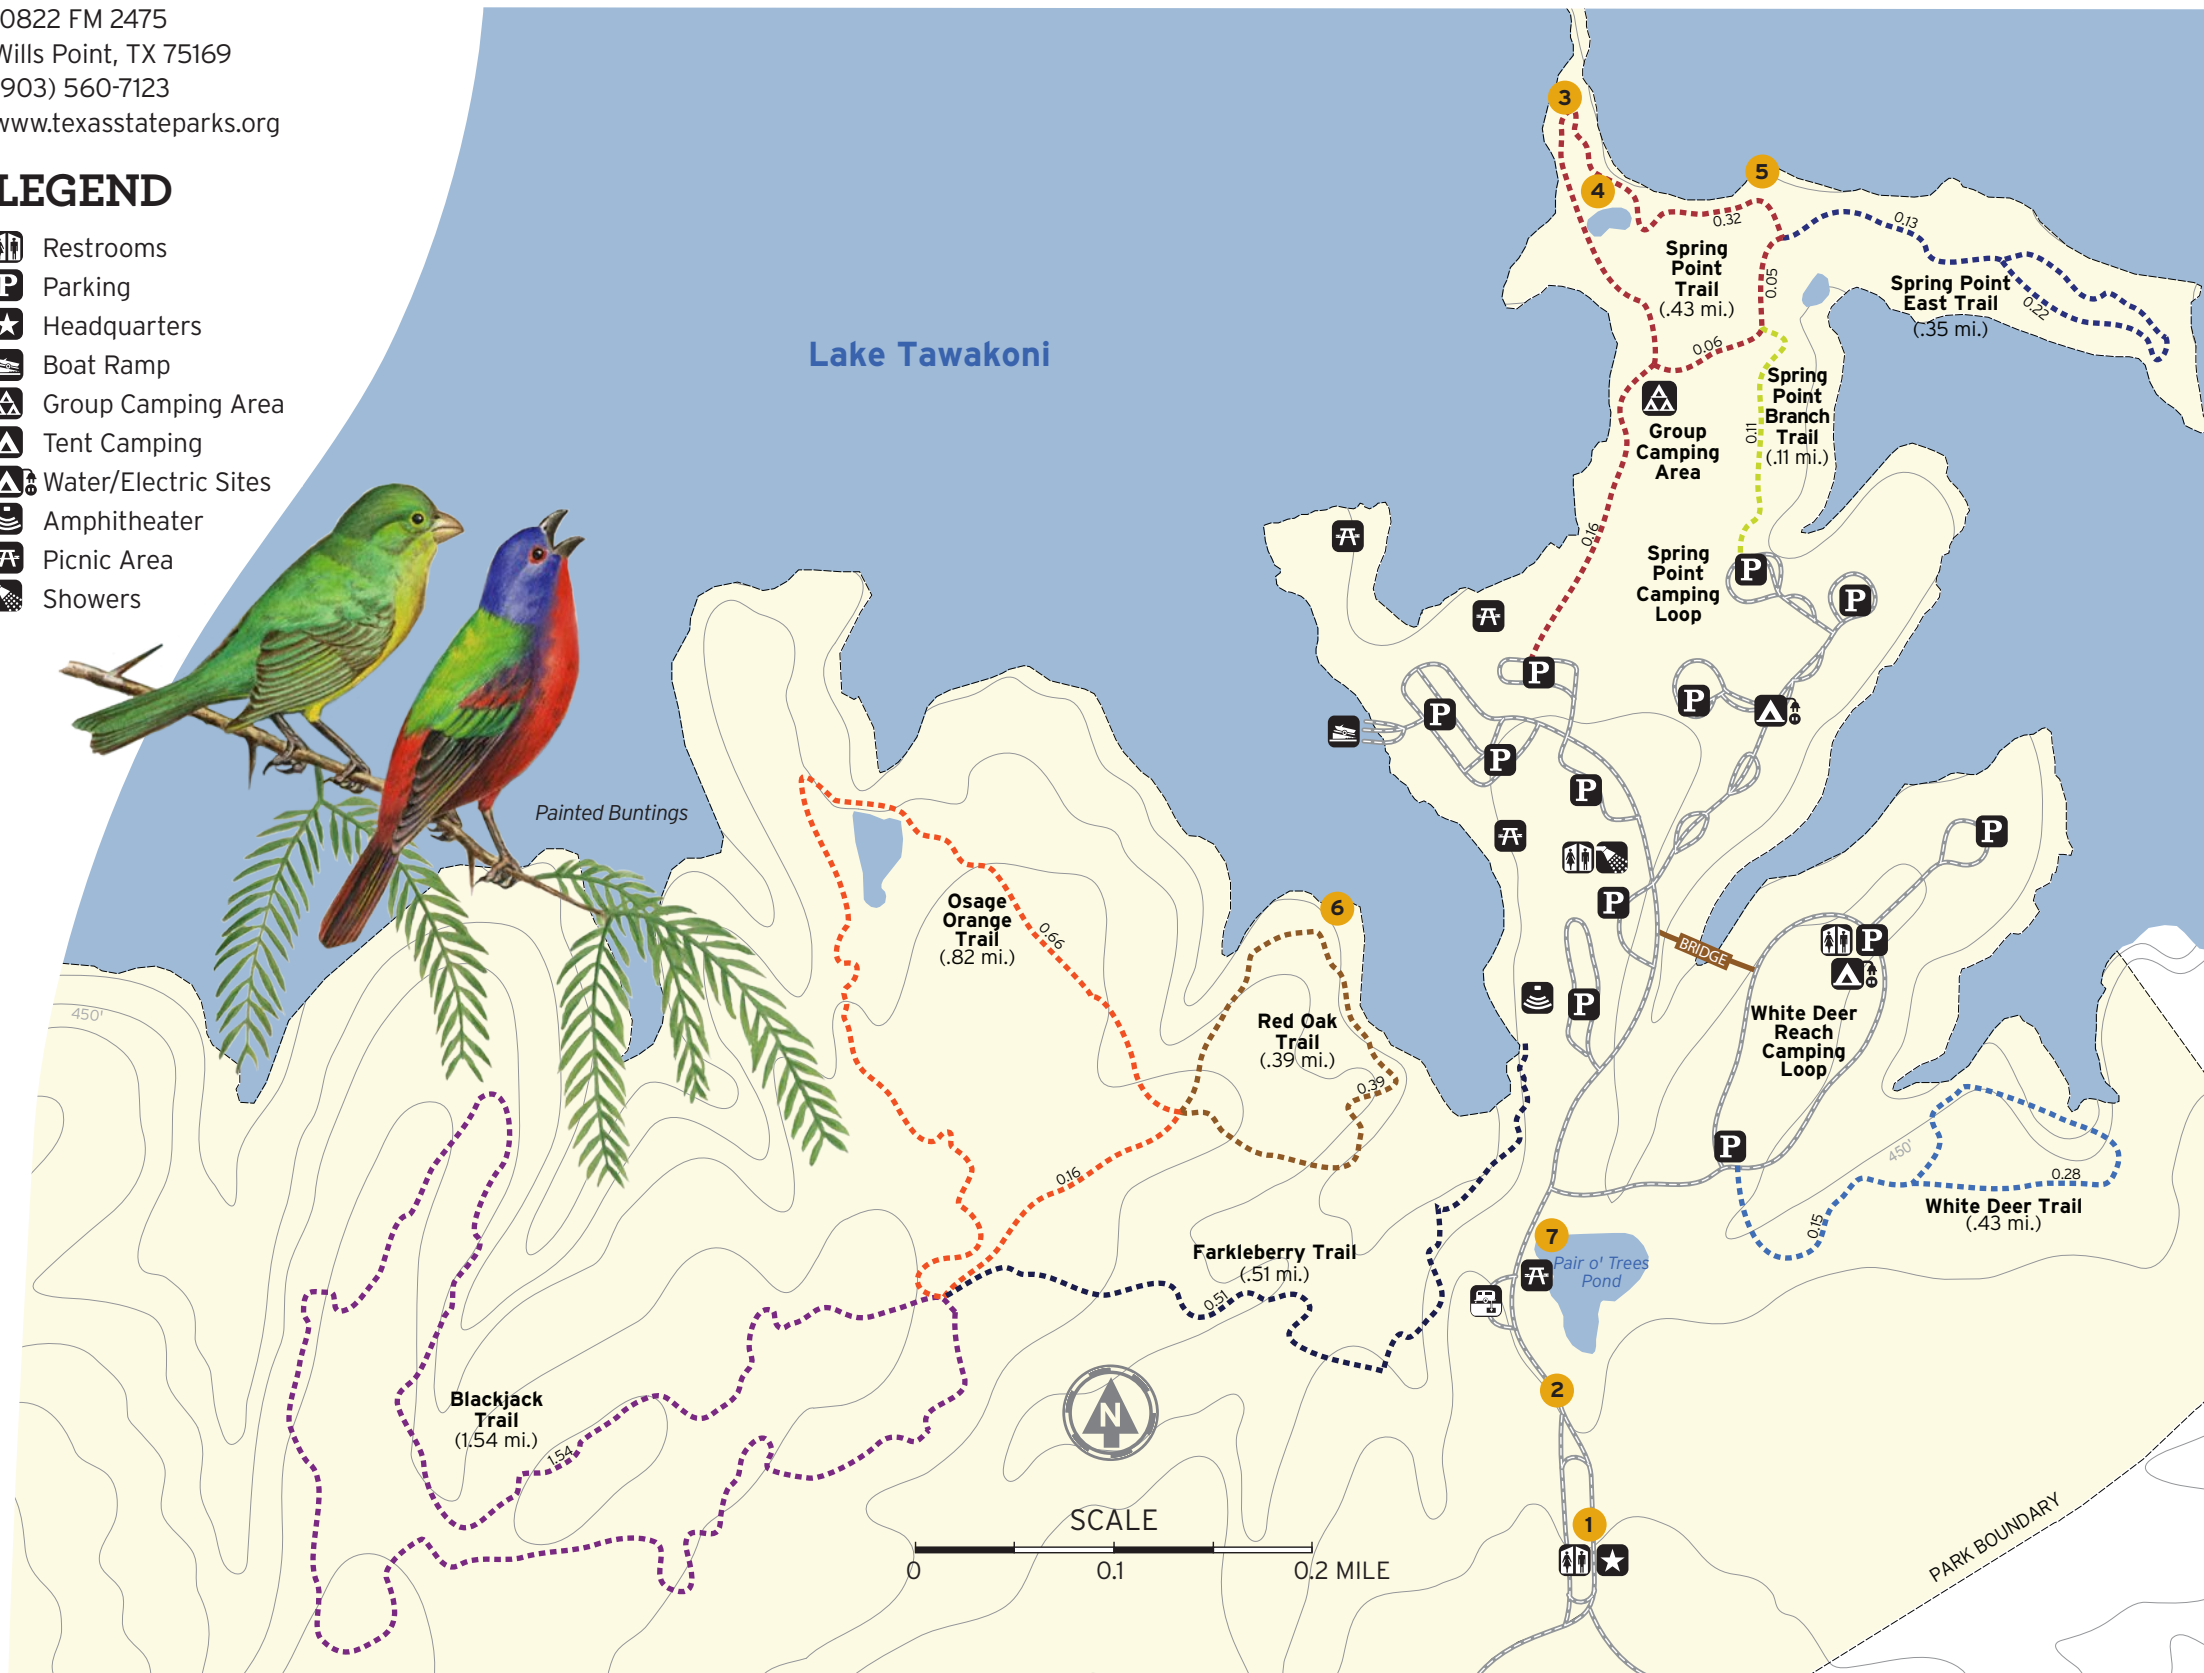 0822 FM 2475
Wills Point, TX 75169
(903) 560-7123
www.texasstateparks.org
LEGEND
Restrooms
P Parking
Headquarters
Boat Ramp
Group Camping Area
Tent Camping
Water/Electric Sites
Amphitheater
Picnic Area
Showers
Painted Buntings
Lake Tawakoni
3
4
5
0.32
0.13
Spring
Point
Trail
(.43 mi.)
0.05
0.06
Spring Point
East Trail
(.35 mi.)
0.22
Spring
Point
Branch
Trail
(.11 mi.)
0.11
Group
Camping
Area
0.16
Spring
Point
Camping
Loop
P
P
P
P
P
P
P
P
P
P
P
P
P
6
BRIDGE
White Deer
Reach
Camping
Loop
Osage
Orange
Trail
(.82 mi.)
0.66
0.16
Red Oak
Trail
(.39 mi.)
0.39
450'
450'
0.28
White Deer Trail
(.43 mi.)
0.15
7
Pair o' Trees
Pond
Farkleberry Trail
(.51 mi.)
0.51
Blackjack
Trail
(1.54 mi.)
1.54
N
2
1
SCALE
0 0.1 0.2 MILE
PARK BOUNDARY